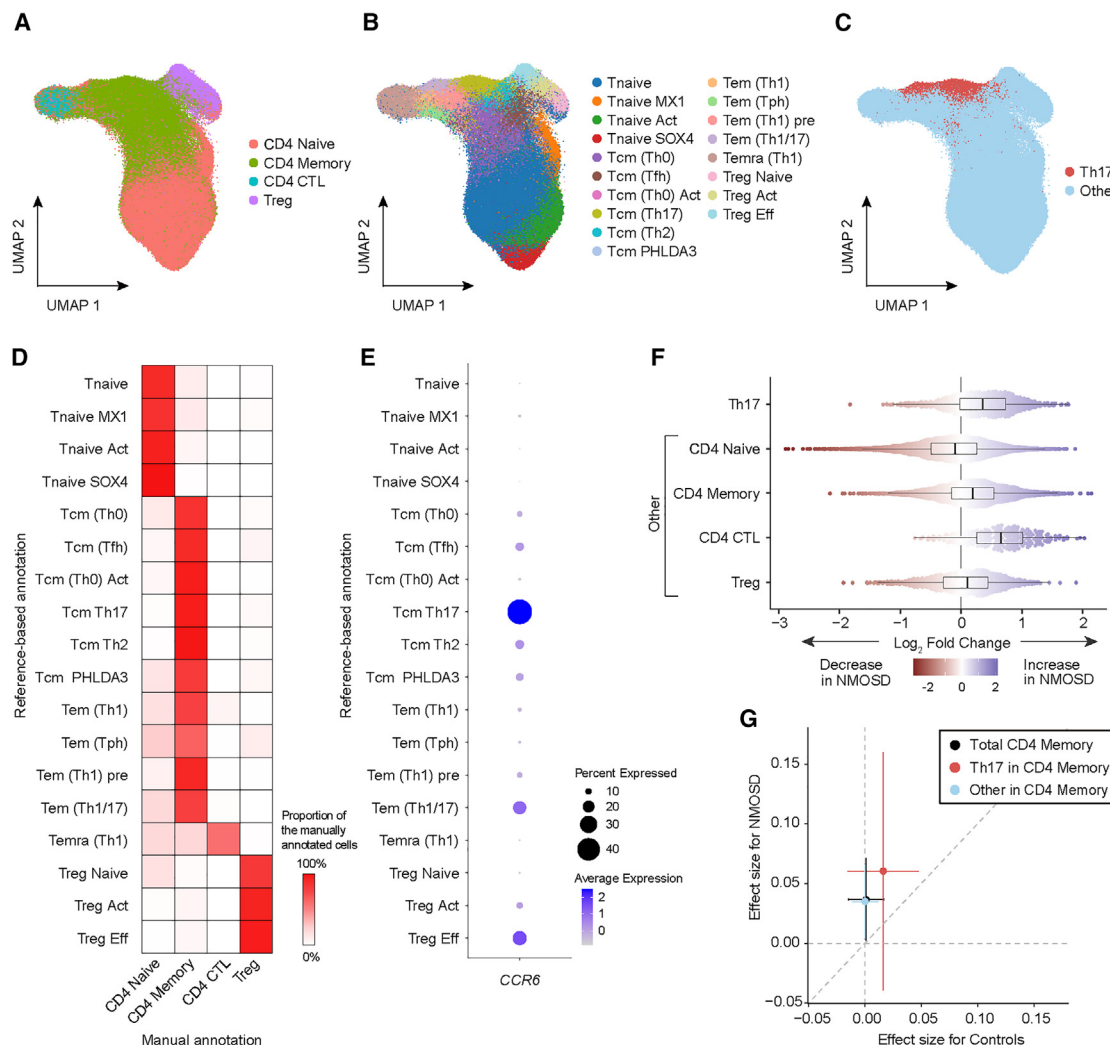 A
UMAP 2
UMAP 1
CD4 Naive
CD4 Memory
CD4 CTL
Treg
B
UMAP 2
UMAP 1
Tnaive
Tnaive MX1
Tnaive Act
Tnaive SOX4
Tcm (Th0)
Tcm (Tfh)
Tcm (Th0) Act
Tcm (Th17)
Tcm (Th2)
Tcm PHLDA3
Tem (Th1)
Tem (Tph)
Tem (Th1) pre
Tem (Th1/17)
Temra (Th1)
Treg Naive
Treg Act
Treg Eff
C
UMAP 2
UMAP 1
Th17
Othe
D
Reference-based annotation
Tnaive
Tnaive MX1
Tnaive Act
Tnaive SOX4
Tcm (Th0)
Tcm (Tfh)
Tcm (Th0) Act
Tcm Th17
Tcm Th2
Tcm PHLDA3
Tem (Th1)
Tem (Tph)
Tem (Th1) pre
Tem (Th1/17)
Temra (Th1)
Treg Naive
Treg Act
Treg Eff
CD4 Naive
CD4 Memory
CD4 CTL
Treg
Manual annotation
Proportion of
the manually
annotated cells
100%
0%
E
Reference-based annotation
Tnaive
Tnaive MX1
Tnaive Act
Tnaive SOX4
Tcm (Th0)
Tcm (Tfh)
Tcm (Th0) Act
Tcm Th17
Tcm Th2
Tcm PHLDA3
Tem (Th1)
Tem (Tph)
Tem (Th1) pre
Tem (Th1/17)
Temra (Th1)
Treg Naive
Treg Act
Treg Eff
CCR6
Percent Expressed
10
20
30
40
Average Expression
2
1
0
F
Th17
Other
CD4 Naive
CD4 Memory
CD4 CTL
Treg
−3 −2 −1 0 1 2
Log2 Fold Change
Decrease
in NMOSD
-2 0 2
Increase
in NMOSD
G
Total CD4 Memory
Th17 in CD4 Memory
Other in CD4 Memory
Effect size for NMOSD
0.15
0.10
0.05
0.00
−0.05
−0.05 0.00 0.05 0.10 0.15
Effect size for Controls